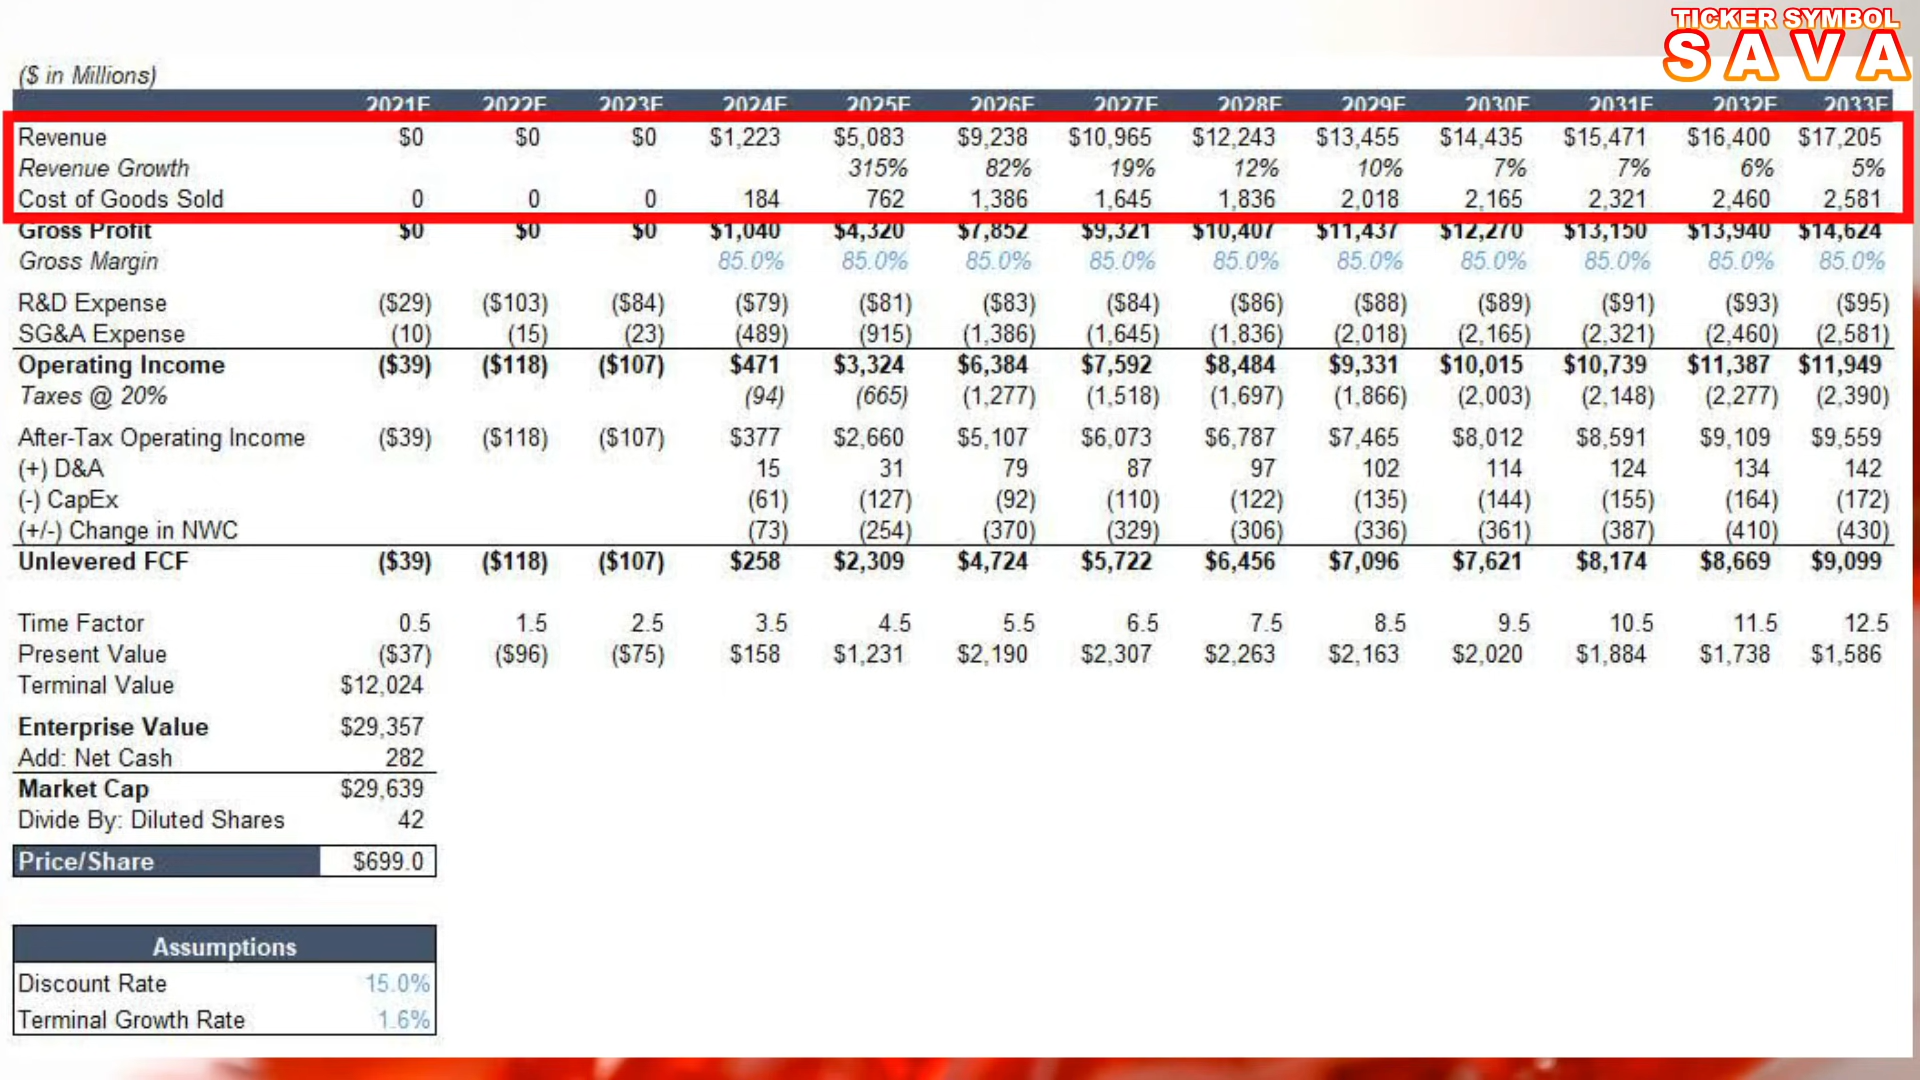 TICKER SYMBOL
SAVA
($ in Millions)
2021E 2022E 2023E 2024E 2025E 2026E 2027E 2028E 2029E 2030E 2031E 2032E 2033E
Revenue $0 $0 $0 $1,223 $5,083 $9,238 $10,965 $12,243 $13,455 $14,435 $15,471 $16,400 $17,205
Revenue Growth 315% 82% 19% 12% 10% 7% 7% 6% 5%
Cost of Goods Sold 0 0 0 184 762 1,386 1,645 1,836 2,018 2,165 2,321 2,460 2,581
Gross Profit $0 $0 $0 $1,040 $4,320 $7,852 $9,321 $10,407 $11,437 $12,270 $13,150 $13,940 $14,624
Gross Margin 85.0% 85.0% 85.0% 85.0% 85.0% 85.0% 85.0% 85.0% 85.0% 85.0%
R&D Expense ($29) ($103) ($84) ($79) ($81) ($83) ($84) ($86) ($88) ($89) ($91) ($93) ($95)
SG&A Expense (10) (15) (23) (489) (915) (1,386) (1,645) (1,836) (2,018) (2,165) (2,321) (2,460) (2,581)
Operating Income ($39) ($118) ($107) $471 $3,324 $6,384 $7,592 $8,484 $9,331 $10,015 $10,739 $11,387 $11,949
Taxes @ 20% (94) (665) (1,277) (1,518) (1,697) (1,866) (2,003) (2,148) (2,277) (2,390)
After-Tax Operating Income ($39) ($118) ($107) $377 $2,660 $5,107 $6,073 $6,787 $7,465 $8,012 $8,591 $9,109 $9,559
(+) D&A 15 31 79 87 97 102 114 124 134 142
(-) CapEx (61) (127) (92) (110) (122) (135) (144) (155) (164) (172)
(+/-) Change in NWC (73) (254) (370) (329) (306) (336) (361) (387) (410) (430)
Unlevered FCF ($39) ($118) ($107) $258 $2,309 $4,724 $5,722 $6,456 $7,096 $7,621 $8,174 $8,669 $9,099
Time Factor 0.5 1.5 2.5 3.5 4.5 5.5 6.5 7.5 8.5 9.5 10.5 11.5 12.5
Present Value ($37) ($96) ($75) $158 $1,231 $2,190 $2,307 $2,263 $2,163 $2,020 $1,884 $1,738 $1,586
Terminal Value $12,024
Enterprise Value $29,357
Add: Net Cash 282
Market Cap $29,639
Divide By: Diluted Shares 42
Price/Share $699.0
Assumptions
Discount Rate 15.0%
Terminal Growth Rate 1.6%